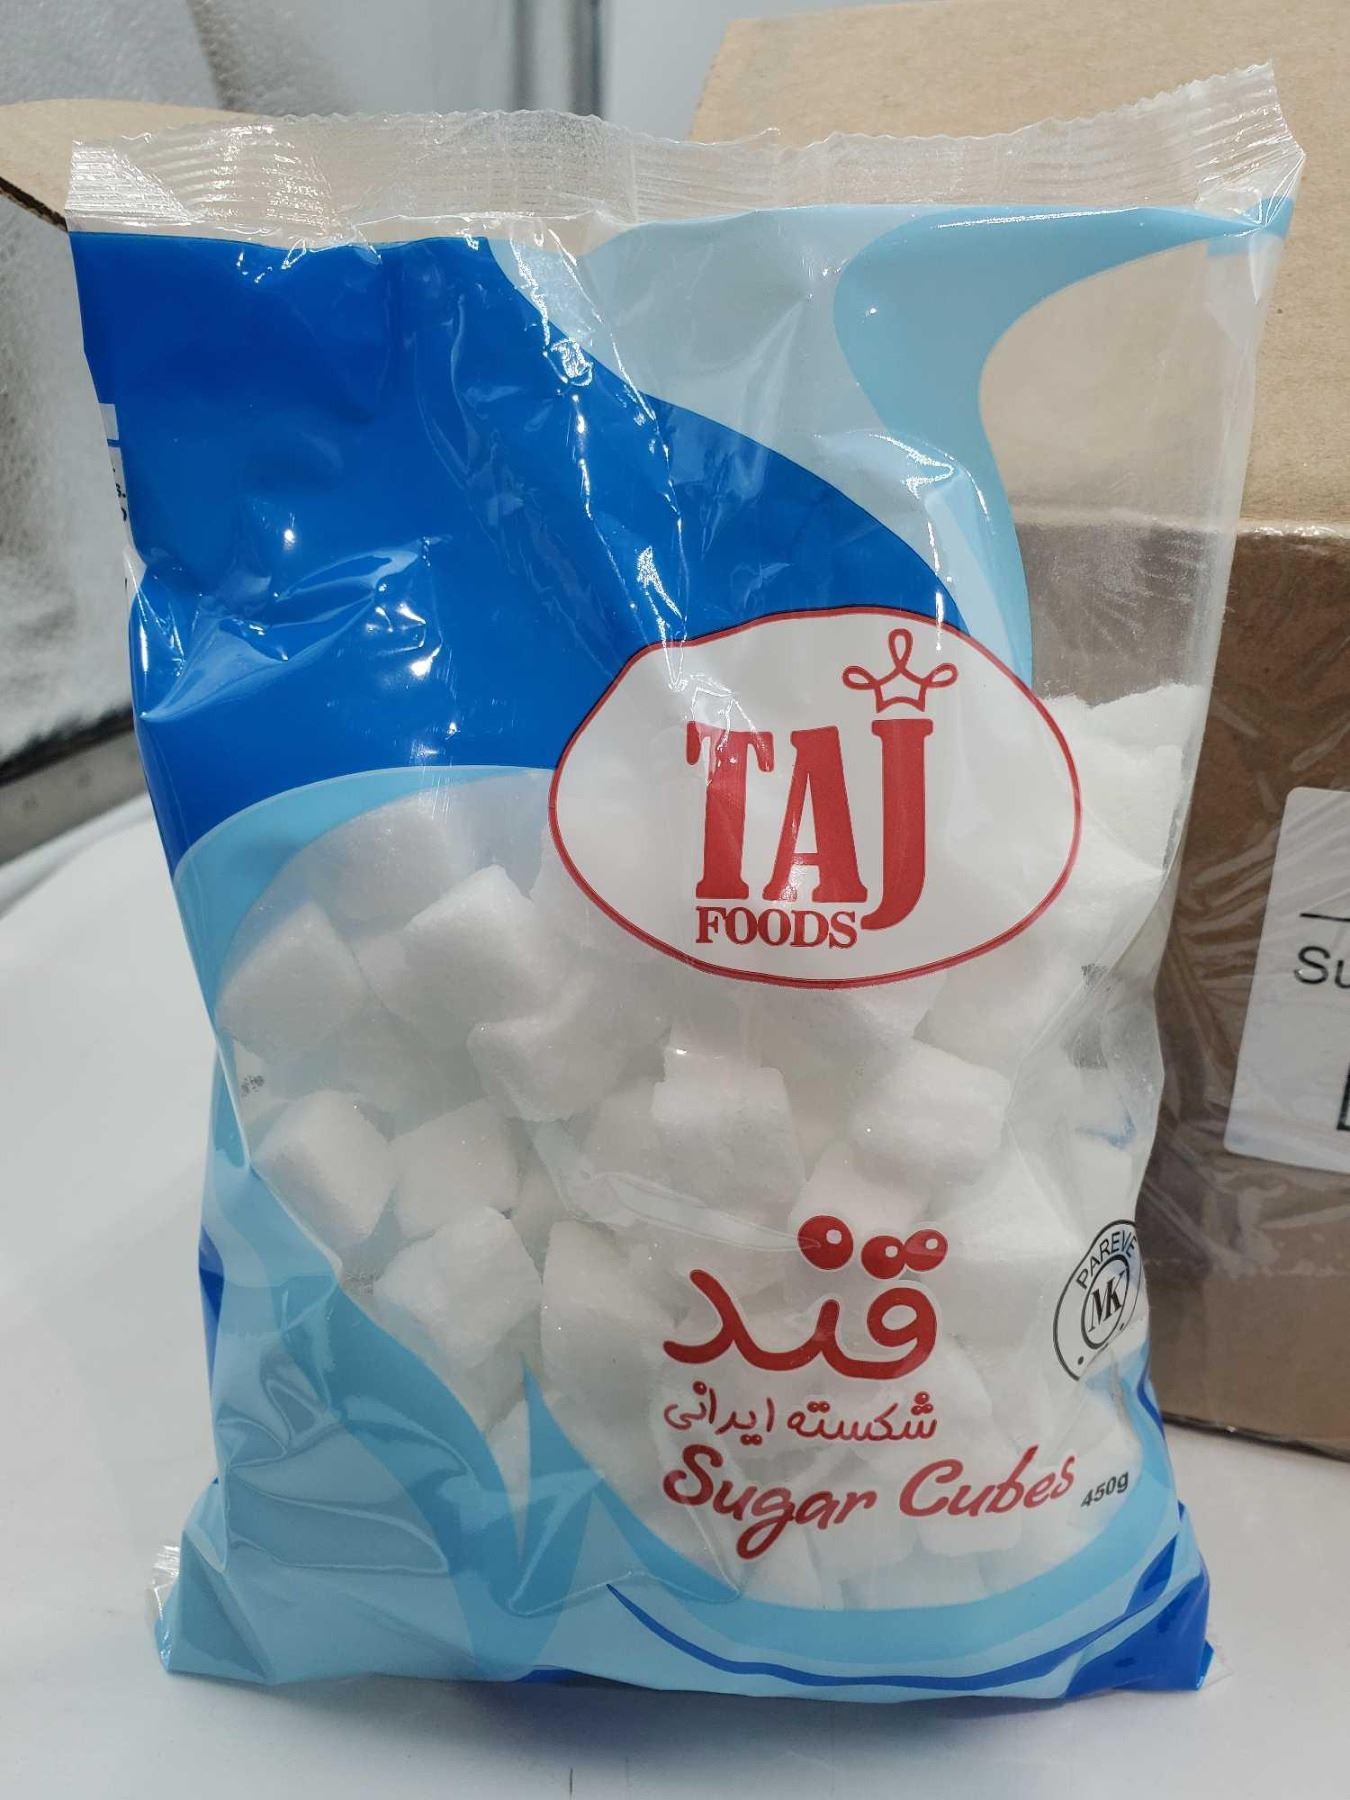 TAJ
FOODS
قند
شکسته ایرانی
Sugar Cubes
450g
PAREVE
MK
Su